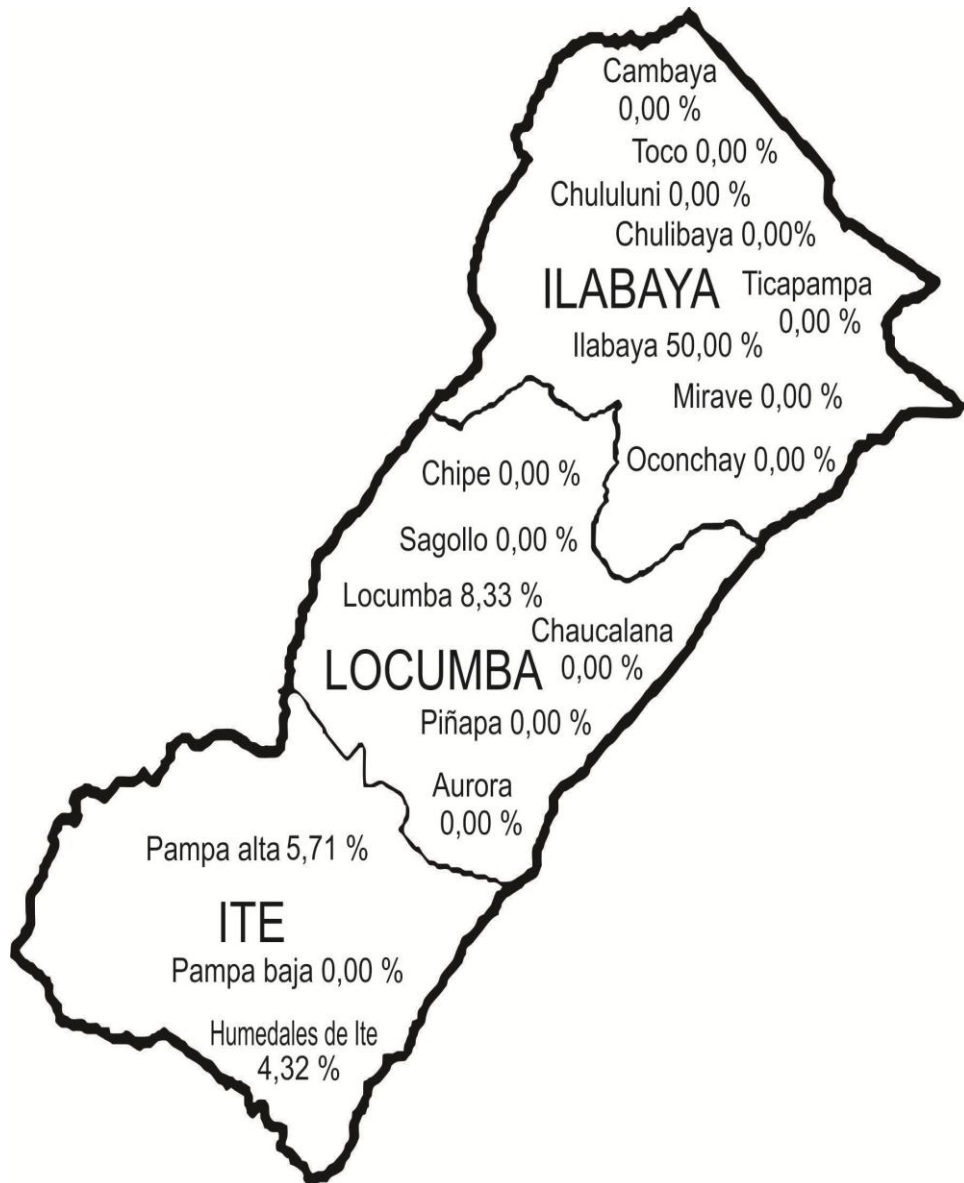 Cambaya
0,00 %
Toco 0,00 %
Chululuni 0,00 %
Chulibaya 0,00%
ILABAYA
Ticapampa
0,00 %
Ilabaya 50,00 %
Mirave 0,00 %
Oconchay 0,00 %
Chipe 0,00 %
Sagollo 0,00 %
Locumba 8,33 %
Chaucalana
0,00 %
LOCUMBA
Piñapa 0,00 %
Aurora
0,00 %
Pampa alta 5,71 %
ITE
Pampa baja 0,00 %
Humedales de Ite
4,32 %